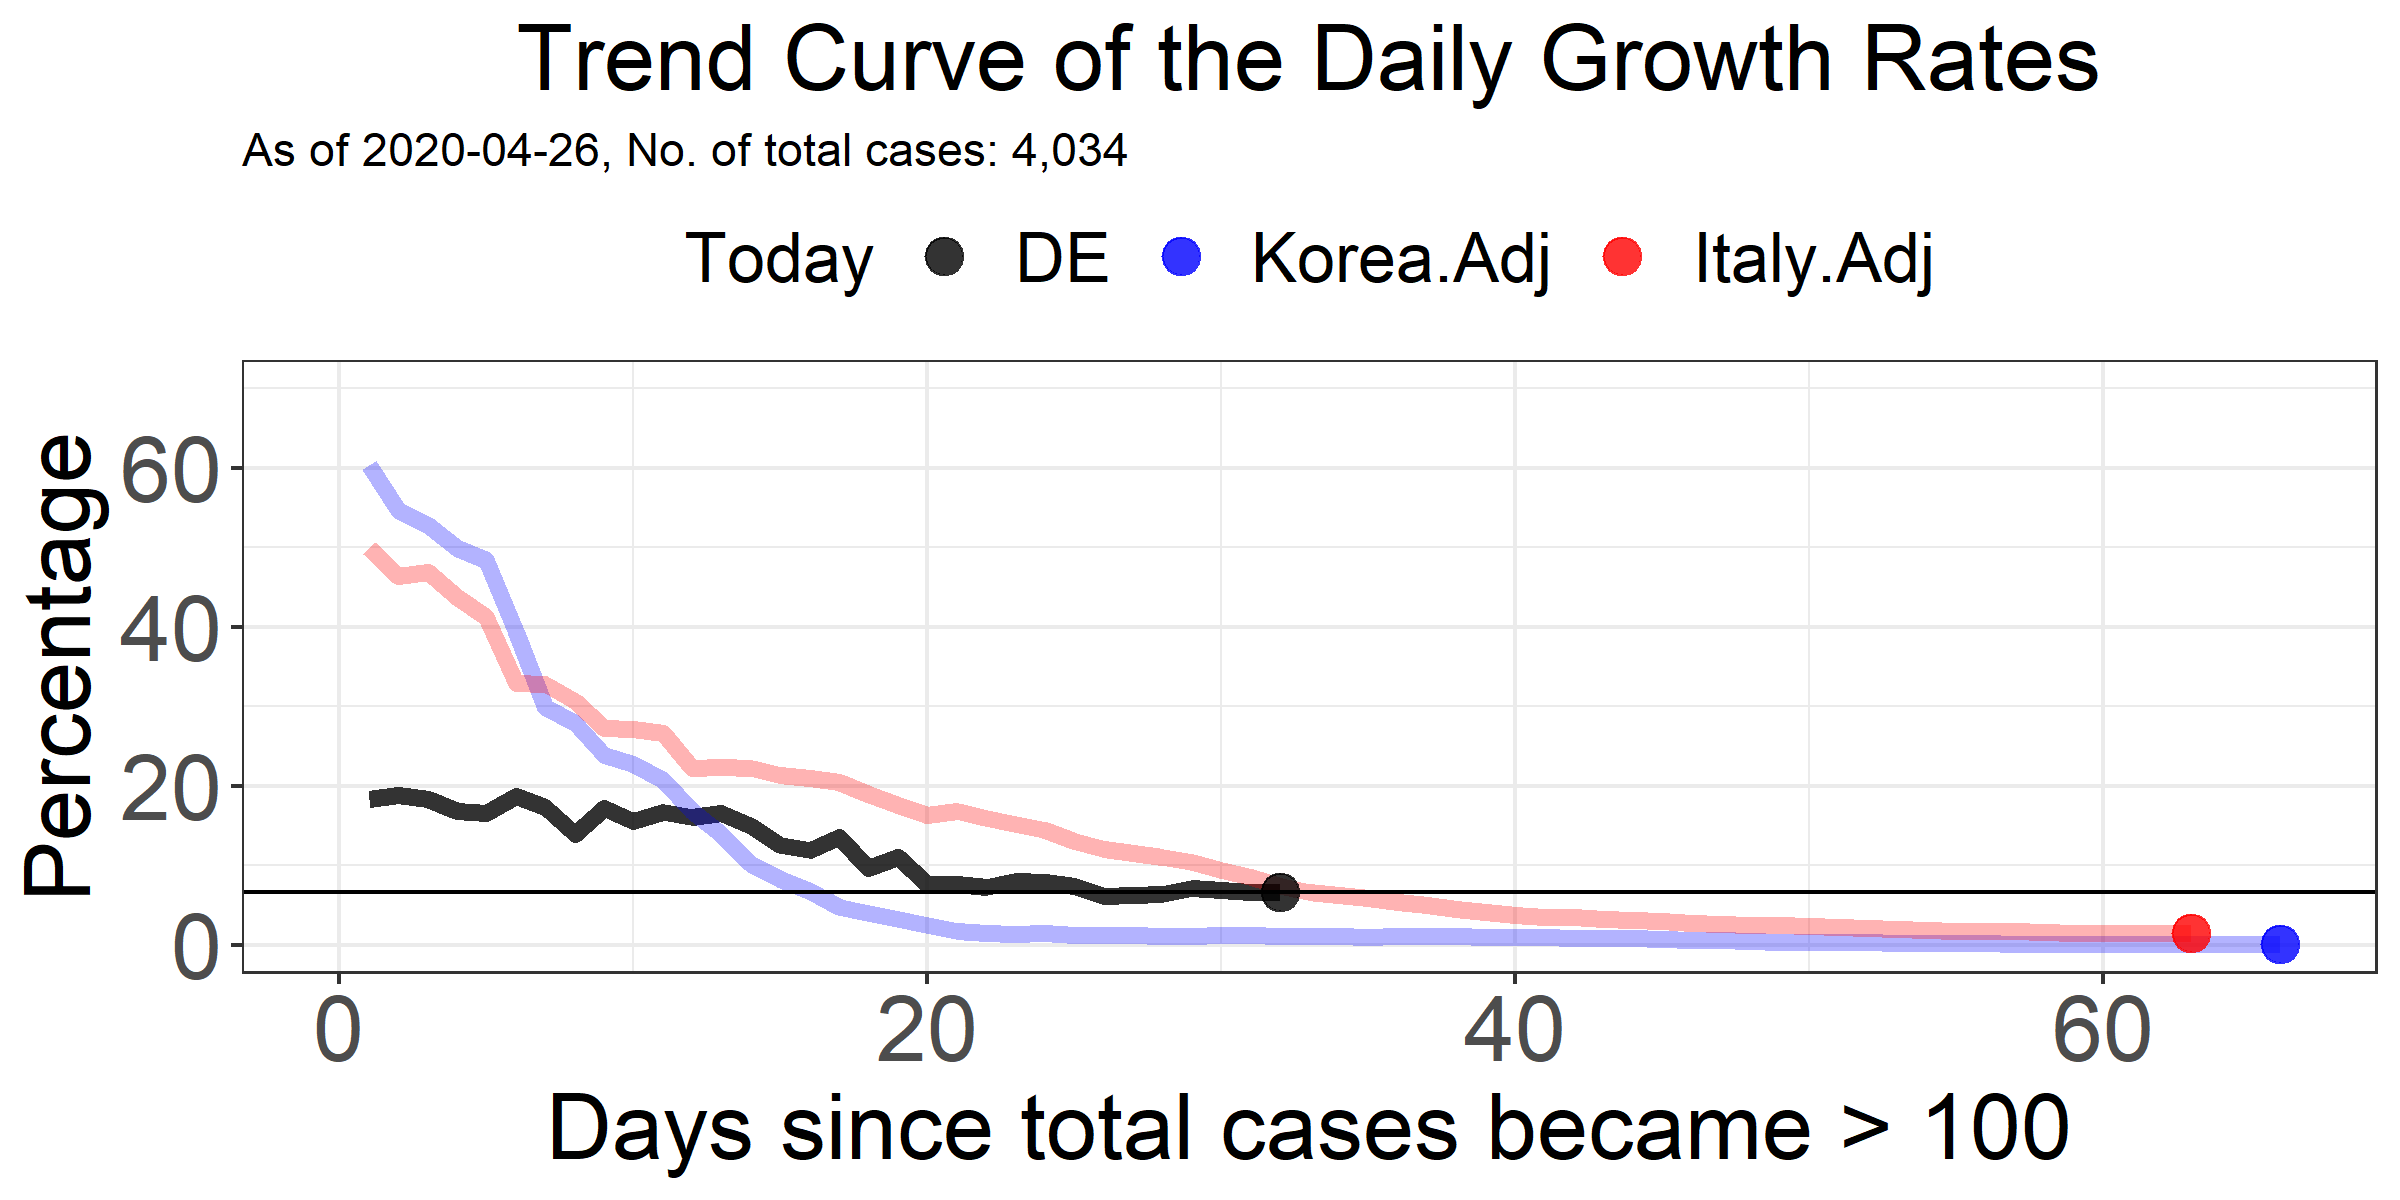 Trend Curve of the Daily Growth Rates
As of 2020-04-26, No. of total cases: 4,034
Today DE Korea.Adj Italy.Adj
Percentage
60
40
20
0
0 20 40 60
Days since total cases became > 100